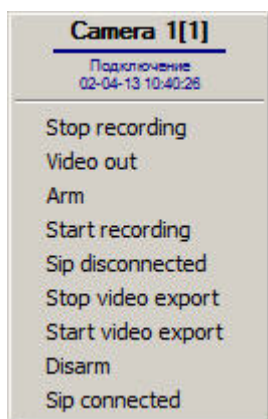 Camera 1[1]
Подключение
02-04-13 10:40:26
Stop recording
Video out
Arm
Start recording
Sip disconnected
Stop video export
Start video export
Disarm
Sip connected